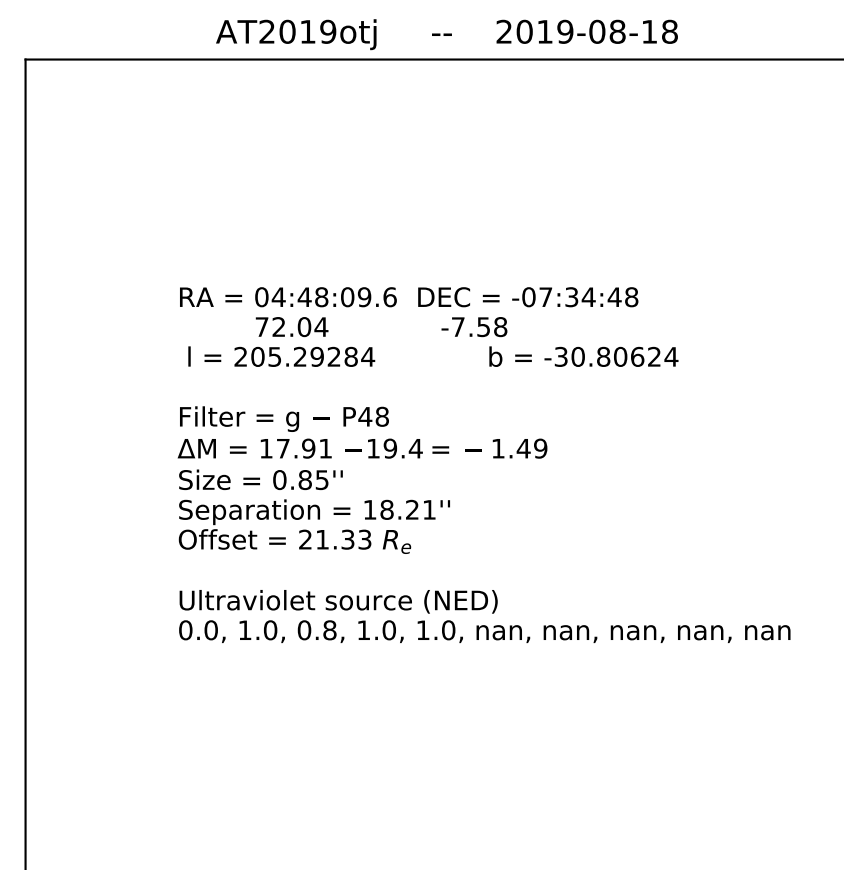 AT2019otj -- 2019-08-18
RA = 04:48:09.6 DEC = -07:34:48
72.04 -7.58
l = 205.29284 b = -30.80624
Filter = g − P48
ΔM = 17.91 −19.4 = − 1.49
Size = 0.85''
Separation = 18.21''
Offset = 21.33 Rₑ
Ultraviolet source (NED)
0.0, 1.0, 0.8, 1.0, 1.0, nan, nan, nan, nan, nan